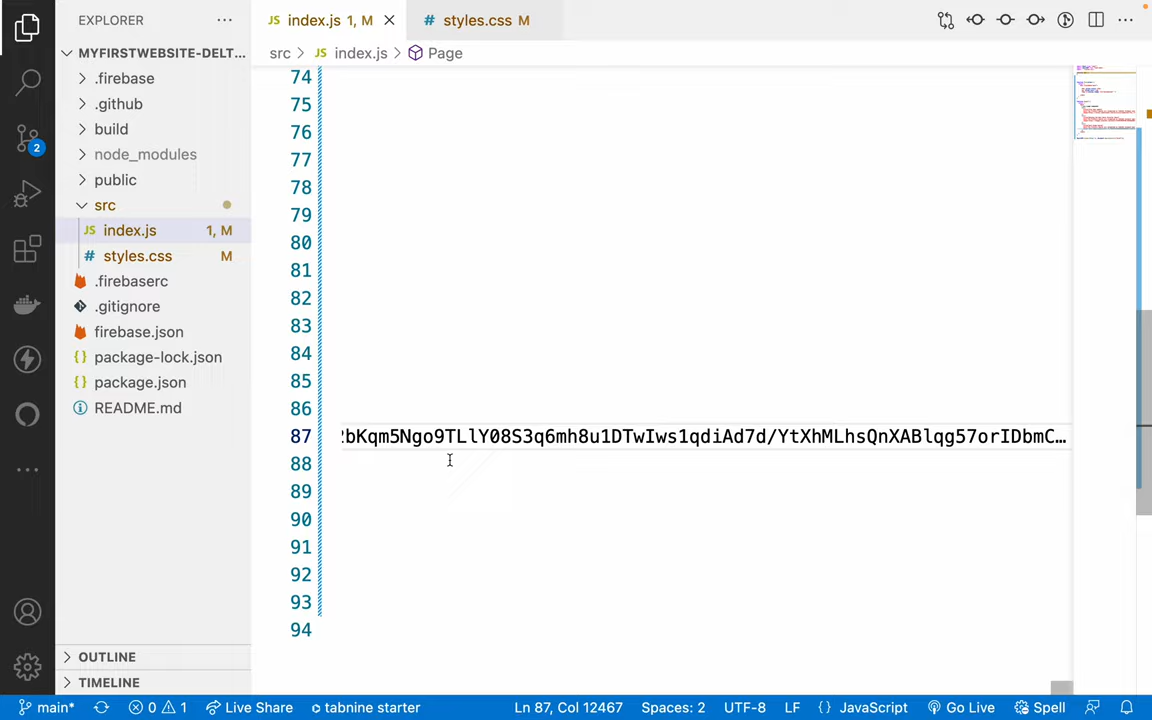 EXPLORER
index.js 1, M
styles.css M
MYFIRSTWEBSITE-DELT...
src > JS index.js > Page
.firebase
.github
build
node_modules
public
src
JS index.js 1, M
# styles.css M
.firebaserc
.gitignore
firebase.json
package-lock.json
package.json
README.md
OUTLINE
TIMELINE
74
75
76
77
78
79
80
81
82
83
84
85
86
87 bKqm5Ngo9TLlY08S3q6mh8u1DTwIws1qdiAd7d/YtXhMLhsQnXABlqg57orIDbmC…
88
89
90
91
92
93
94
2
main* 0 1 Live Share tabnine starter Ln 87, Col 12467 Spaces: 2 UTF-8 LF {} JavaScript Go Live Spell